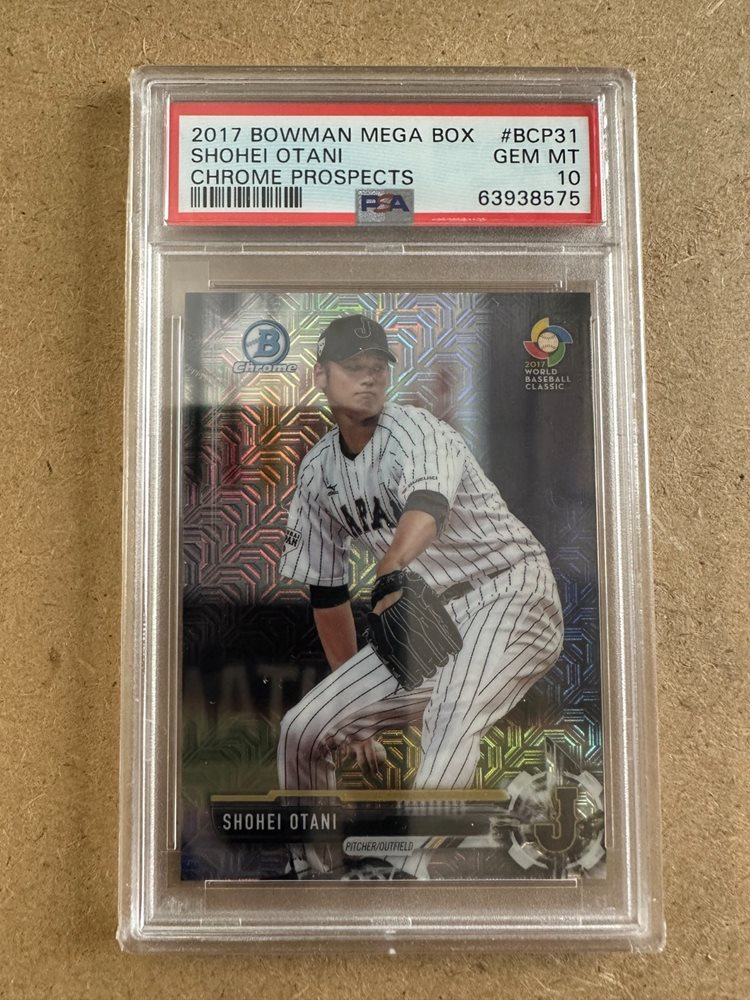 2017 BOWMAN MEGA BOX #BCP31
SHOHEI OTANI GEM MT
CHROME PROSPECTS 10
PSA 63938575
B
Chrome
J
2017
WORLD
BASEBALL
CLASSIC
JAPAN
SHOHEI OTANI
PITCHER/OUTFIELD
J